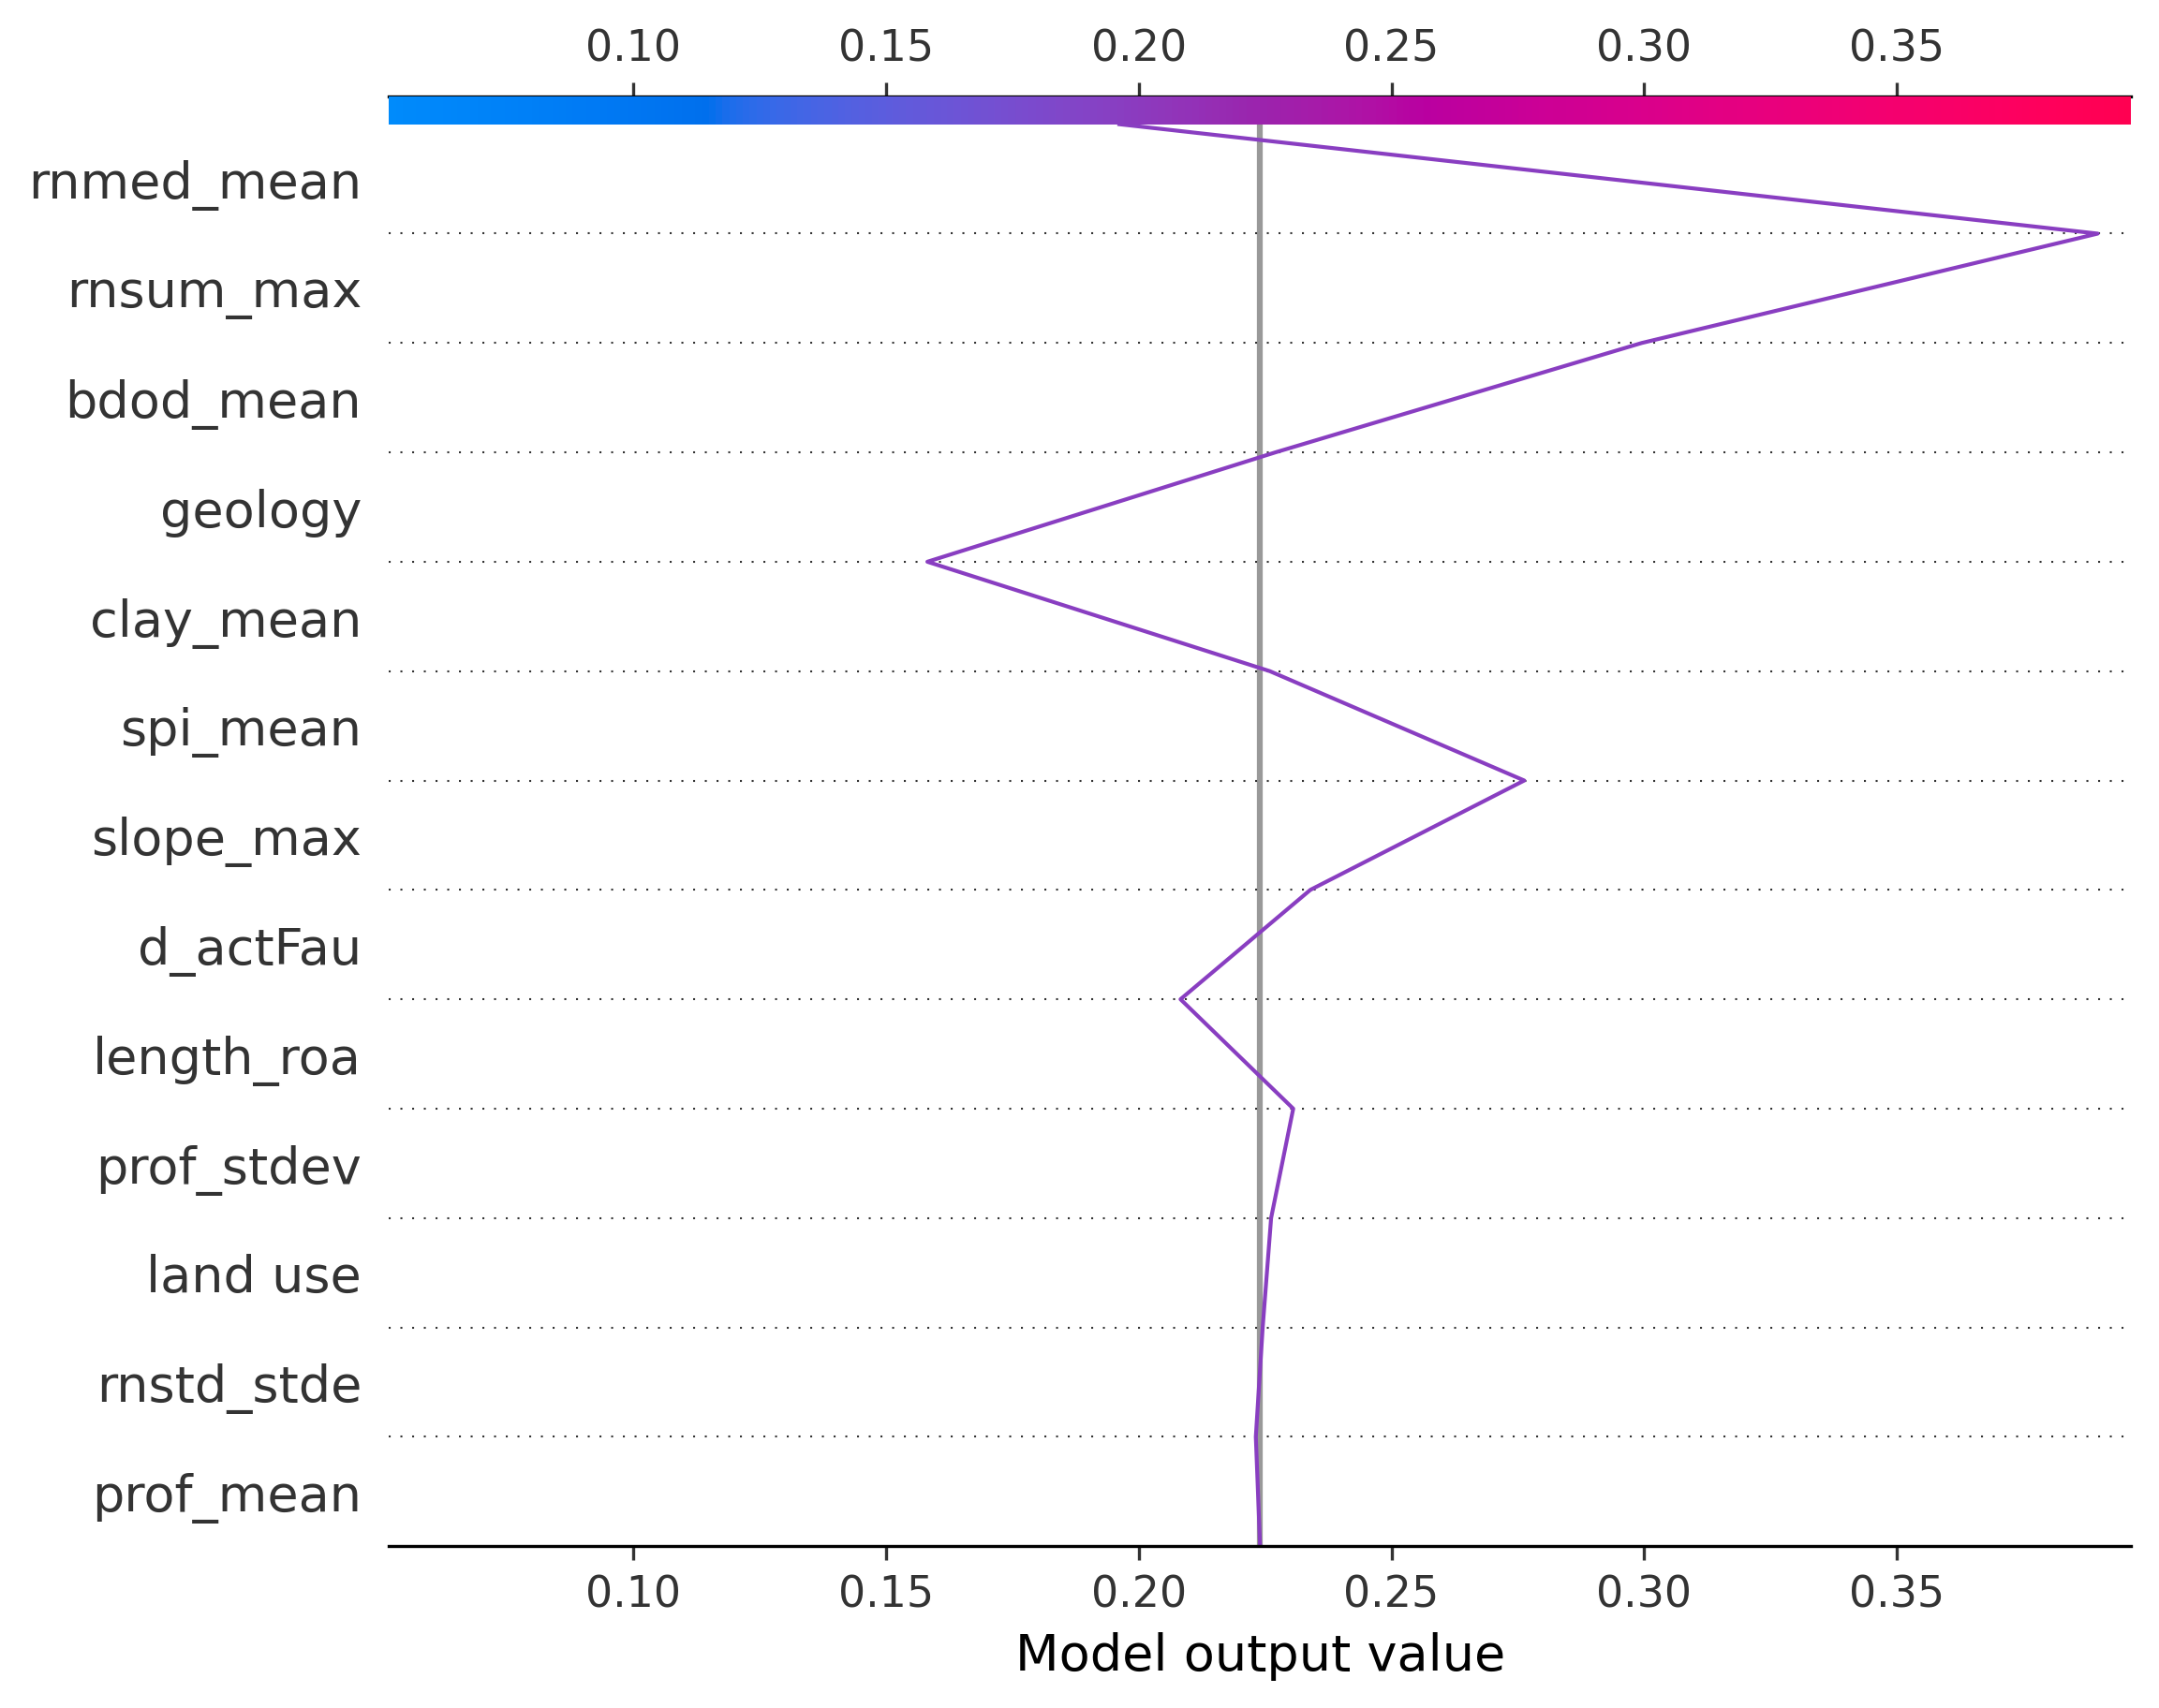 0.10 0.15 0.20 0.25 0.30 0.35
rnmed_mean
rnsum_max
bdod_mean
geology
clay_mean
spi_mean
slope_max
d_actFau
length_roa
prof_stdev
land use
rnstd_stde
prof_mean
0.10 0.15 0.20 0.25 0.30 0.35
Model output value